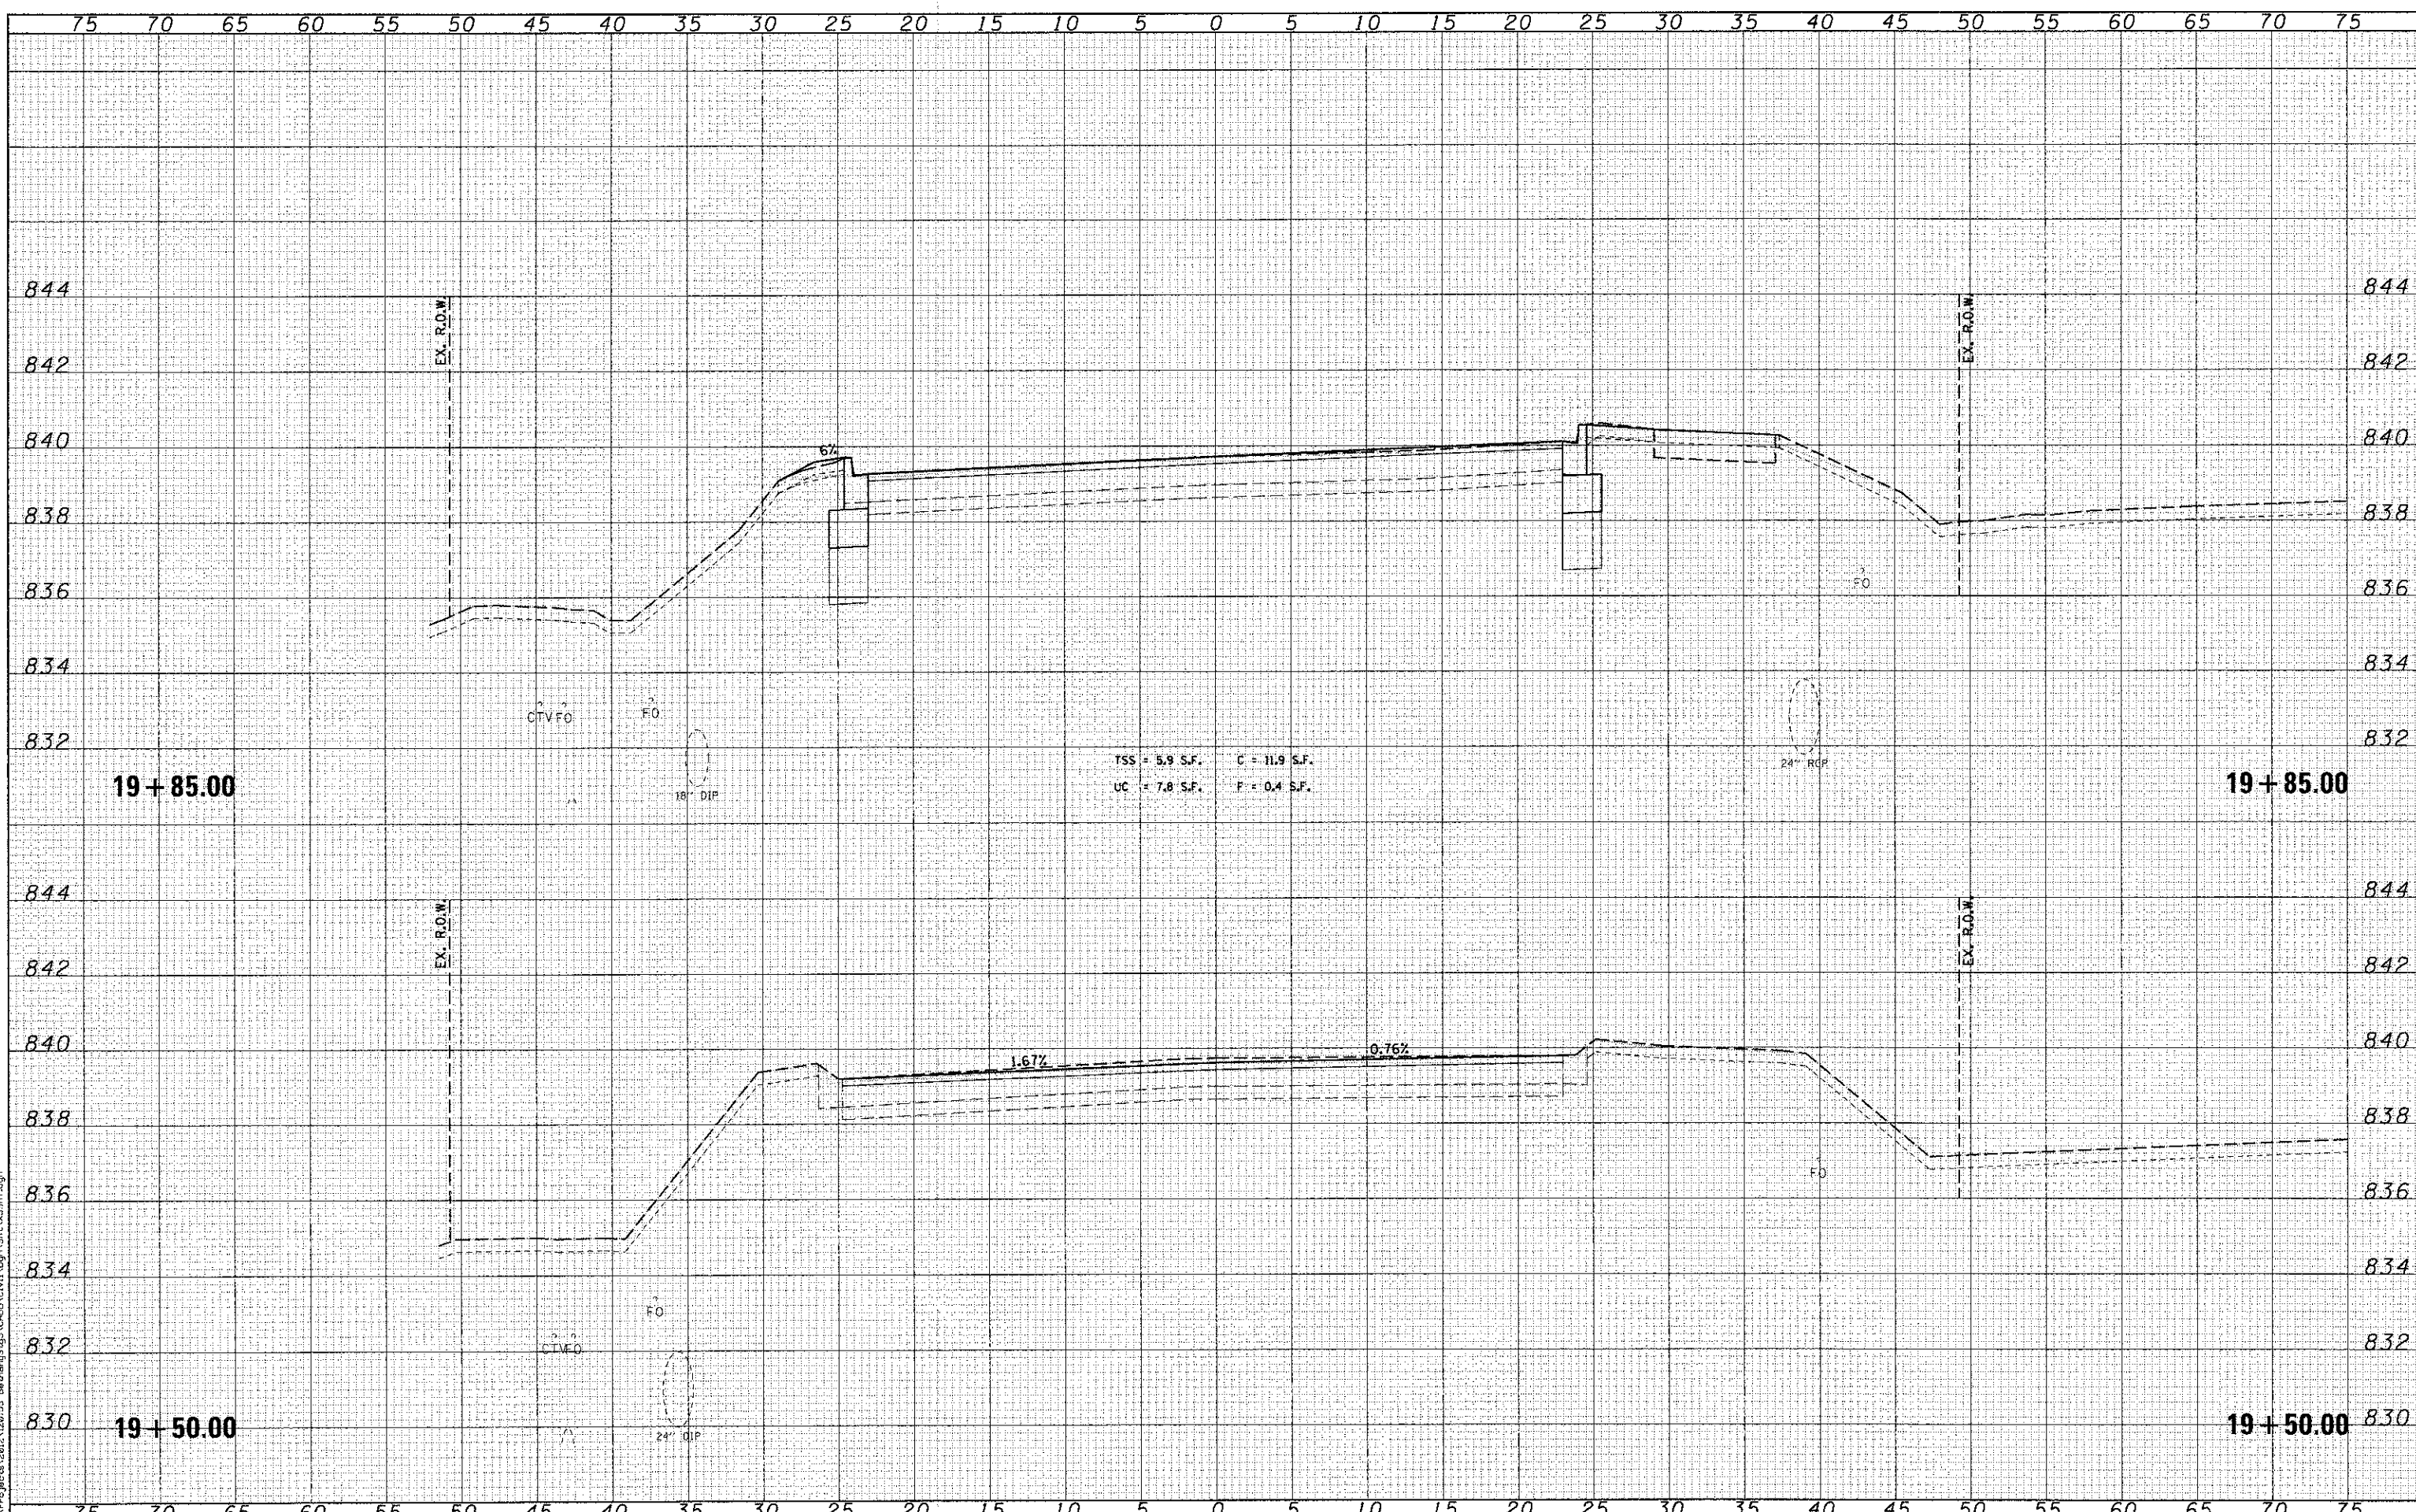 75 70 65 60 55 50 45 40 35 30 25 20 15 10 5 0 5 10 15 20 25 30 35 40 45 50 55 60 65 70 75
844 844
EX. R.O.W. EX. R.O.W.
842 842
840 6% 840
838 838
FO
836 836
834 834
CTV FO FO
832 832
TSS = 5.9 S.F. C = 11.9 S.F.
24" RCP
19 + 85.00 UC = 7.8 S.F. F = 0.4 S.F. 19 + 85.00
18" DIP
844 844
EX. R.O.W. EX. R.O.W.
842 842
840 1.67% 0.76% 840
838 838
FO
836 836
834 834
FO
832 CTV FO 832
830 19 + 50.00 19 + 50.00 830
24" DIP
75 70 65 60 55 50 45 40 35 30 25 20 15 10 5 0 5 10 15 20 25 30 35 40 45 50 55 60 65 70 75